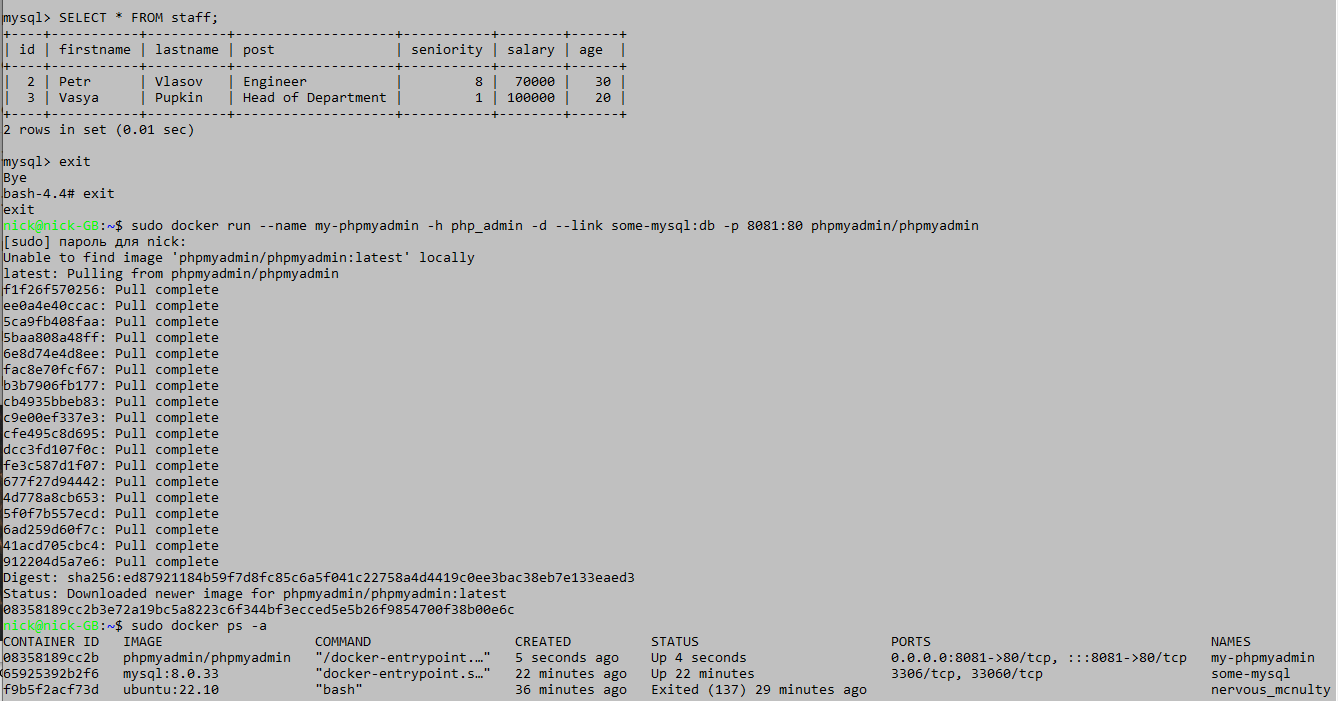 mysql> SELECT * FROM staff;
+----+-----------+----------+--------------------+-----------+--------+------+
| id | firstname | lastname | post               | seniority | salary | age  |
+----+-----------+----------+--------------------+-----------+--------+------+
|  2 | Petr      | Vlasov   | Engineer           |         8 |  70000 |   30 |
|  3 | Vasya     | Pupkin   | Head of Department |         1 | 100000 |   20 |
+----+-----------+----------+--------------------+-----------+--------+------+
2 rows in set (0.01 sec)
mysql> exit
Bye
bash-4.4# exit
exit
nick@nick-GB:~$ sudo docker run --name my-phpmyadmin -h php_admin -d --link some-mysql:db -p 8081:80 phpmyadmin/phpmyadmin
[sudo] пароль для nick:
Unable to find image 'phpmyadmin/phpmyadmin:latest' locally
latest: Pulling from phpmyadmin/phpmyadmin
f1f26f570256: Pull complete
ee0a4e40ccac: Pull complete
5ca9fb408faa: Pull complete
5baa808a48ff: Pull complete
6e8d74e4d8ee: Pull complete
fac8e70fcf67: Pull complete
b3b7906fb177: Pull complete
cb4935bbeb83: Pull complete
c9e00ef337e3: Pull complete
cfe495c8d695: Pull complete
dcc3fd107f0c: Pull complete
fe3c587d1f07: Pull complete
677f27d94442: Pull complete
4d778a8cb653: Pull complete
5f0f7b557ecd: Pull complete
6ad259d60f7c: Pull complete
41acd705cbc4: Pull complete
912204d5a7e6: Pull complete
Digest: sha256:ed87921184b59f7d8fc85c6a5f041c22758a4d4419c0ee3bac38eb7e133eaed3
Status: Downloaded newer image for phpmyadmin/phpmyadmin:latest
08358189cc2b3e72a19bc5a8223c6f344bf3ecced5e5b26f9854700f38b00e6c
nick@nick-GB:~$ sudo docker ps -a
CONTAINER ID   IMAGE                   COMMAND                  CREATED          STATUS                        PORTS                                   NAMES
08358189cc2b   phpmyadmin/phpmyadmin   "/docker-entrypoint.…"   5 seconds ago    Up 4 seconds                  0.0.0.0:8081->80/tcp, :::8081->80/tcp   my-phpmyadmin
65925392b2f6   mysql:8.0.33            "docker-entrypoint.s…"   22 minutes ago   Up 22 minutes                 3306/tcp, 33060/tcp                     some-mysql
f9b5f2acf73d   ubuntu:22.10            "bash"                   36 minutes ago   Exited (137) 29 minutes ago                                           nervous_mcnulty